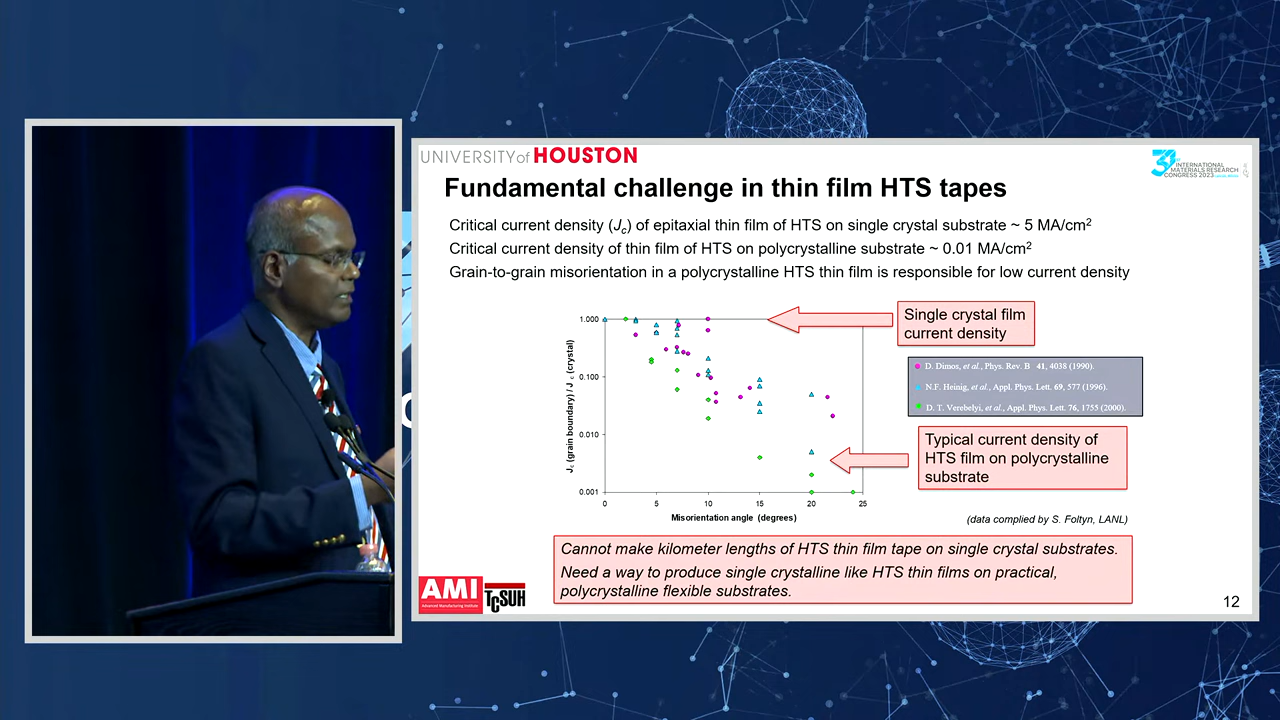 UNIVERSITYof HOUSTON
31st INTERNATIONAL
MATERIALS RESEARCH
CONGRESS 2023
Fundamental challenge in thin film HTS tapes
Critical current density (Jc) of epitaxial thin film of HTS on single crystal substrate ~ 5 MA/cm2
Critical current density of thin film of HTS on polycrystalline substrate ~ 0.01 MA/cm2
Grain-to-grain misorientation in a polycrystalline HTS thin film is responsible for low current density
Jc (grain boundary) / Jc (crystal)
1.000
0.100
0.010
0.001
0 5 10 15 20 25
Misorientation angle (degrees)
Single crystal film
current density
D. Dimos, et al., Phys. Rev. B 41, 4038 (1990).
N.F. Heinig, et al., Appl. Phys. Lett. 69, 577 (1996).
D. T. Verebelyi, et al., Appl. Phys. Lett. 76, 1755 (2000).
Typical current density of
HTS film on polycrystalline
substrate
(data complied by S. Foltyn, LANL)
Cannot make kilometer lengths of HTS thin film tape on single crystal substrates.
Need a way to produce single crystalline like HTS thin films on practical,
polycrystalline flexible substrates.
AMI
Advanced Manufacturing Institute
TCSUH
12